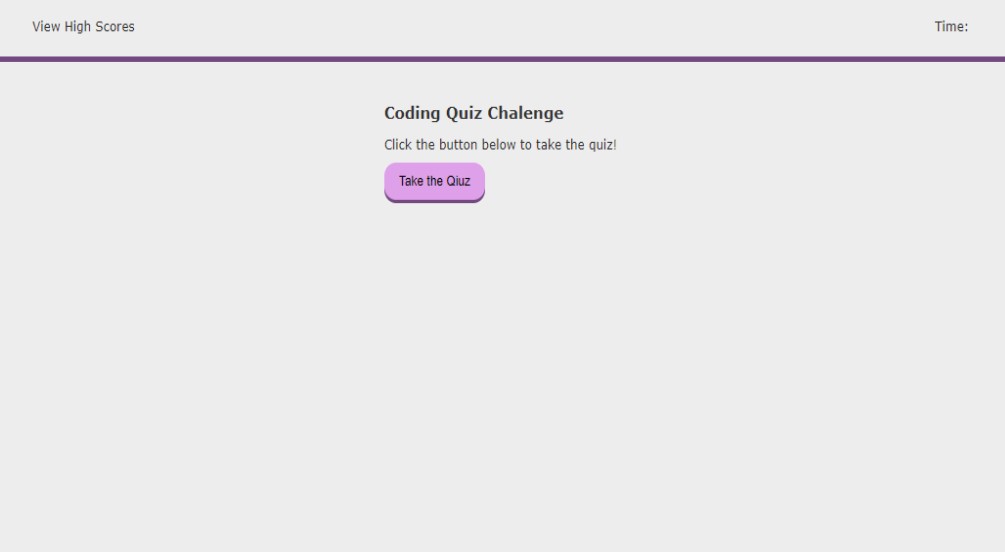 View High Scores
Time:
Coding Quiz Chalenge
Click the button below to take the quiz!
Take the Qiuz